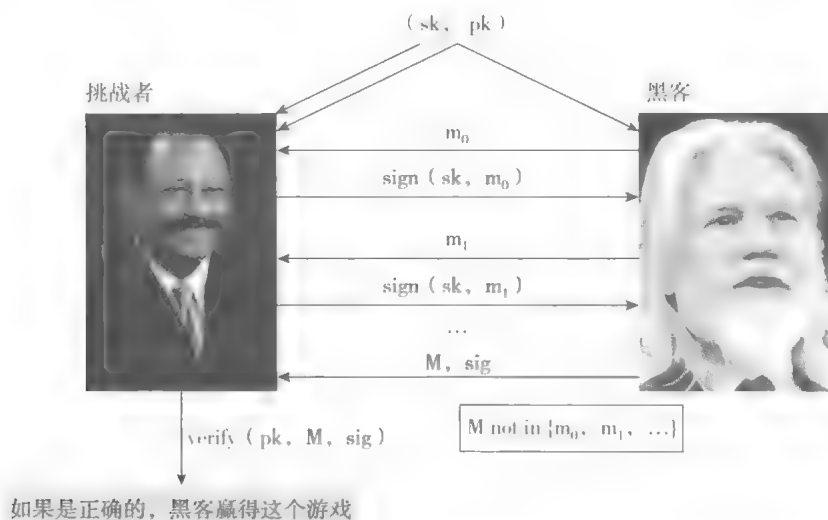 (sk, pk)
挑战者
黑客
m₀
sign (sk, m₀)
m₁
sign (sk, m₁)
...
M, sig
verify (pk, M, sig)
M not in {m₀, m₁, ...}
如果是正确的，黑客赢得这个游戏